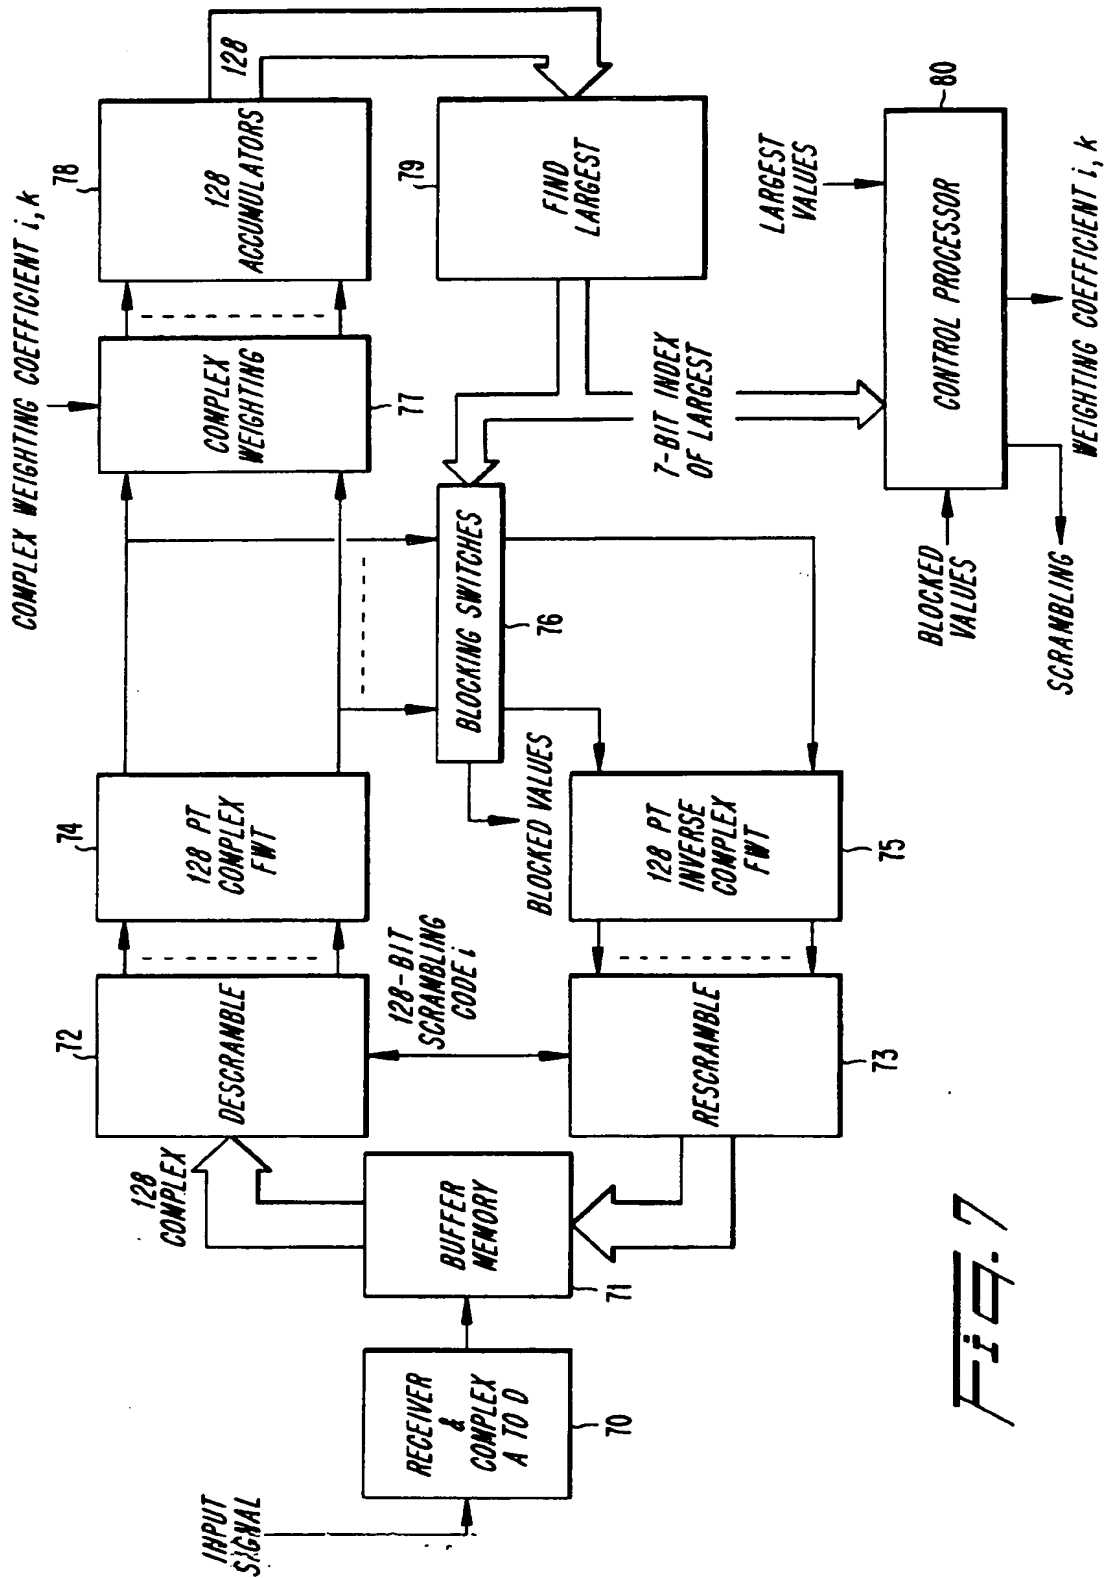 INPUT
SIGNAL
RECEIVER
&
COMPLEX
A TO D
70
BUFFER
MEMORY
71
128
COMPLEX
DESCRAMBLE
72
128-BIT
SCRAMBLING
CODE i
RESCRAMBLE
73
128 PT
COMPLEX
FWT
74
128 PT
INVERSE
COMPLEX
FWT
75
BLOCKED VALUES
BLOCKING SWITCHES
76
COMPLEX WEIGHTING COEFFICIENT i, k
COMPLEX
WEIGHTING
77
128
ACCUMULATORS
78
128
FIND
LARGEST
79
7-BIT INDEX
OF LARGEST
LARGEST
VALUES
CONTROL PROCESSOR
80
BLOCKED
VALUES
SCRAMBLING
WEIGHTING COEFFICIENT i, k
Fig. 7